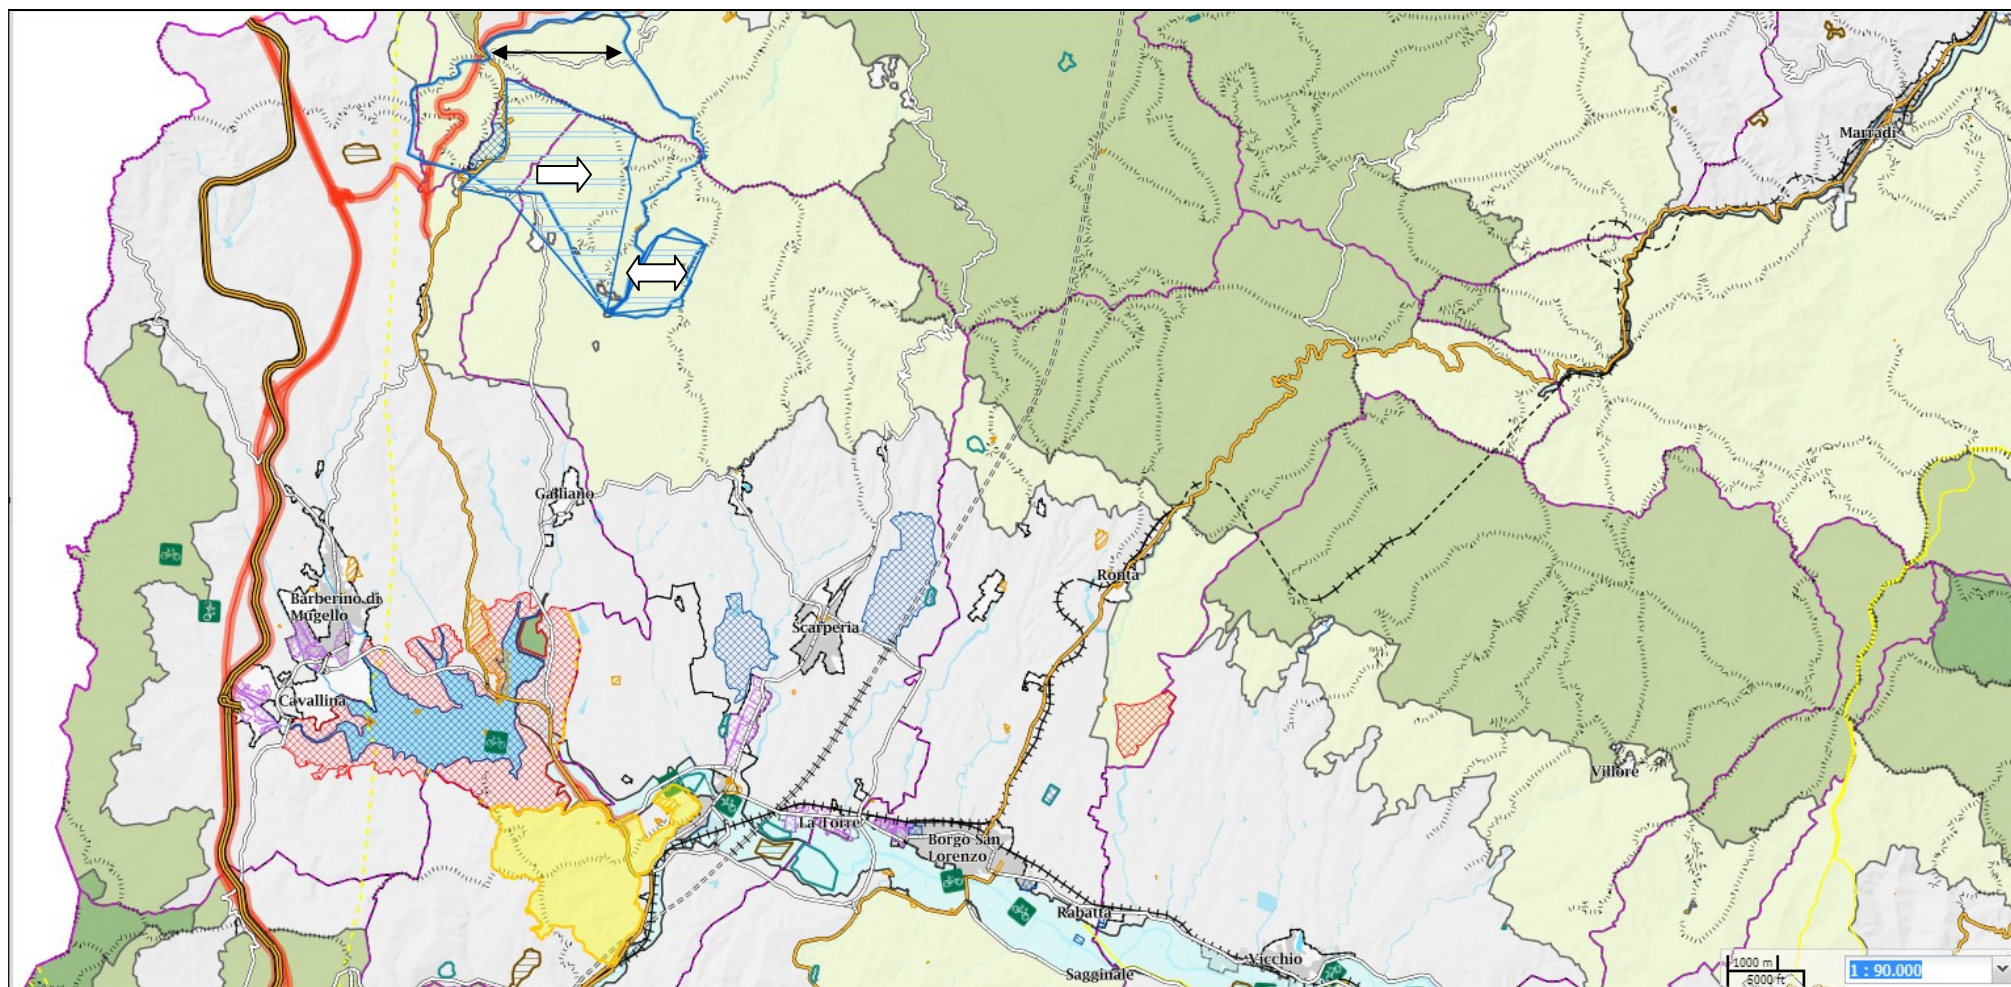 Marradi
Galliano
Ronta
Barberino di
Mugello
Scarperia
Cavallina
Villore
La Torre
Borgo San
Lorenzo
Rabatta
Vicchio
Sagginale
1000 m
5000 ft
1 : 90.000